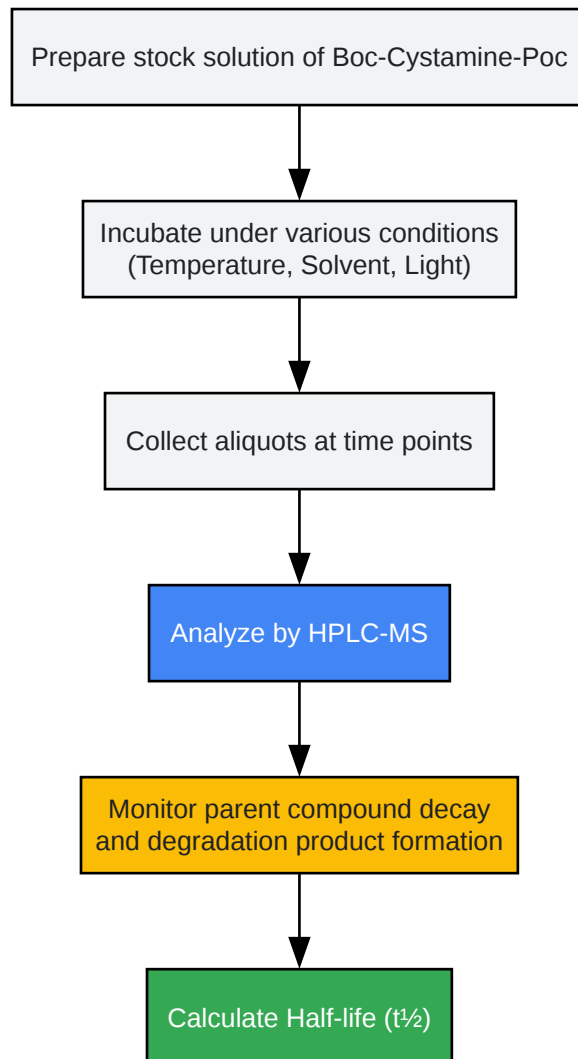 Prepare stock solution of Boc-Cystamine-Poc
Incubate under various conditions
(Temperature, Solvent, Light)
Collect aliquots at time points
Analyze by HPLC-MS
Monitor parent compound decay
and degradation product formation
Calculate Half-life (t½)